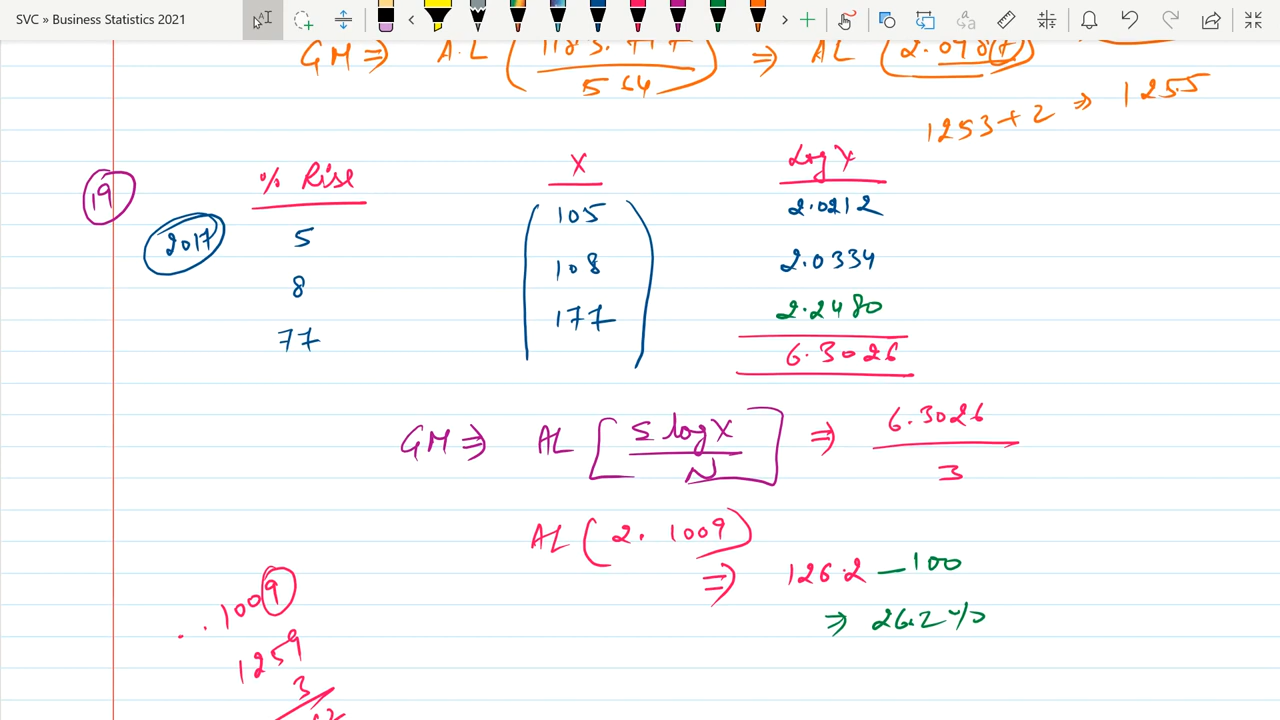 SVC » Business Statistics 2021
GM ⇒ A.L ( / 564 ) ⇒ AL
1253 + 2 ⇒ 1255
19
% Rise X Log X
2017
5 105 2.0212
8 108 2.0334
77 177 2.2480
6.3026
GM ⇒ AL [ Σ log X / N ] ⇒ 6.3026 / 3
AL ( 2.1009 )
⇒ 126.2 – 100
⇒ 26.2 %
.. 1009
1259
3